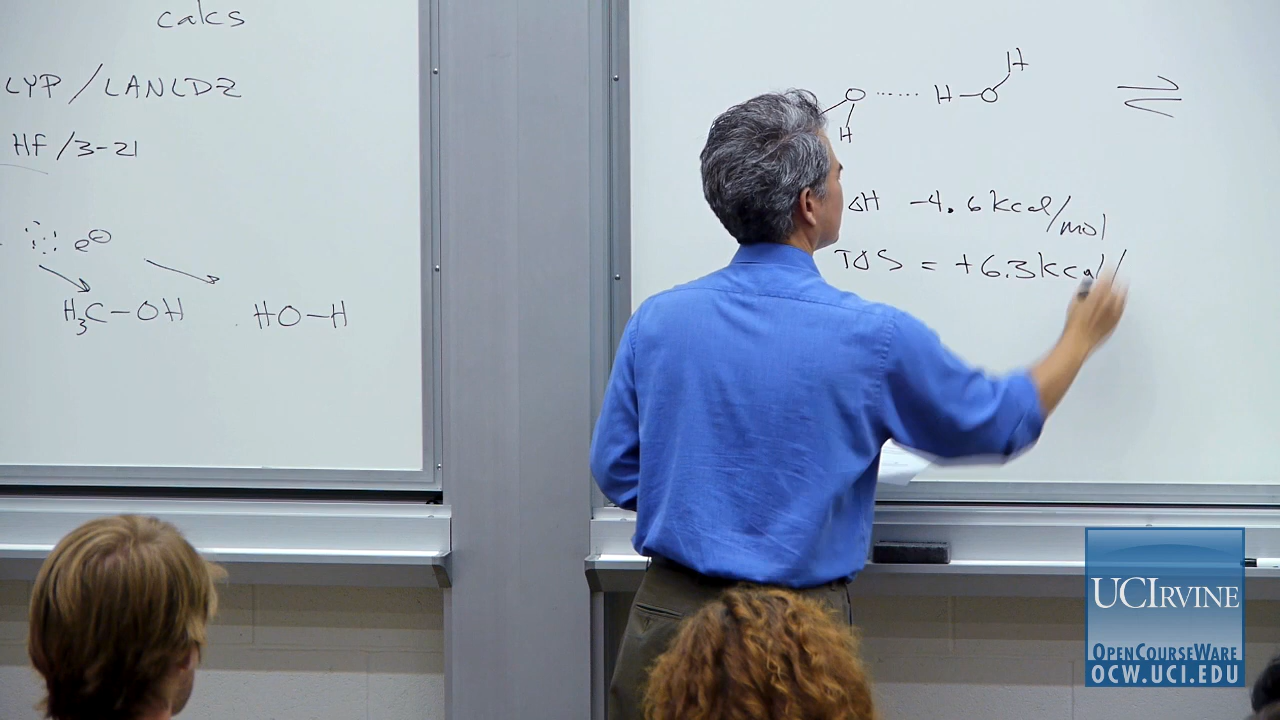 calcs
LYP / LANLDZ
HF / 3-21
e⊖
H₃C–OH HO–H
O ...... H–O
H
H
⇌
ΔH -4.6 kcal/mol
TΔS = +6.3 kcal/
UCIRVINE
OPENCOURSEWARE
OCW.UCI.EDU